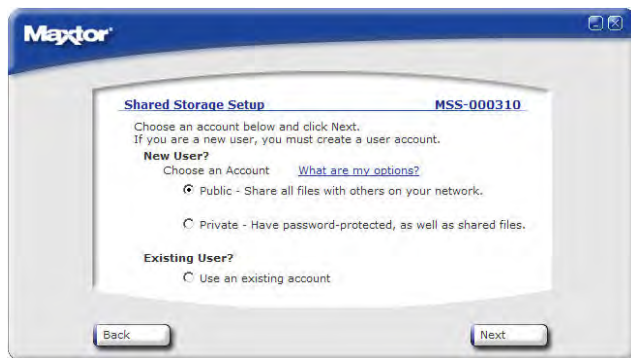 Maxtor
Shared Storage Setup MSS-000310
Choose an account below and click Next.
If you are a new user, you must create a user account.
New User?
Choose an Account What are my options?
Public - Share all files with others on your network.
Private - Have password-protected, as well as shared files.
Existing User?
Use an existing account
Back Next